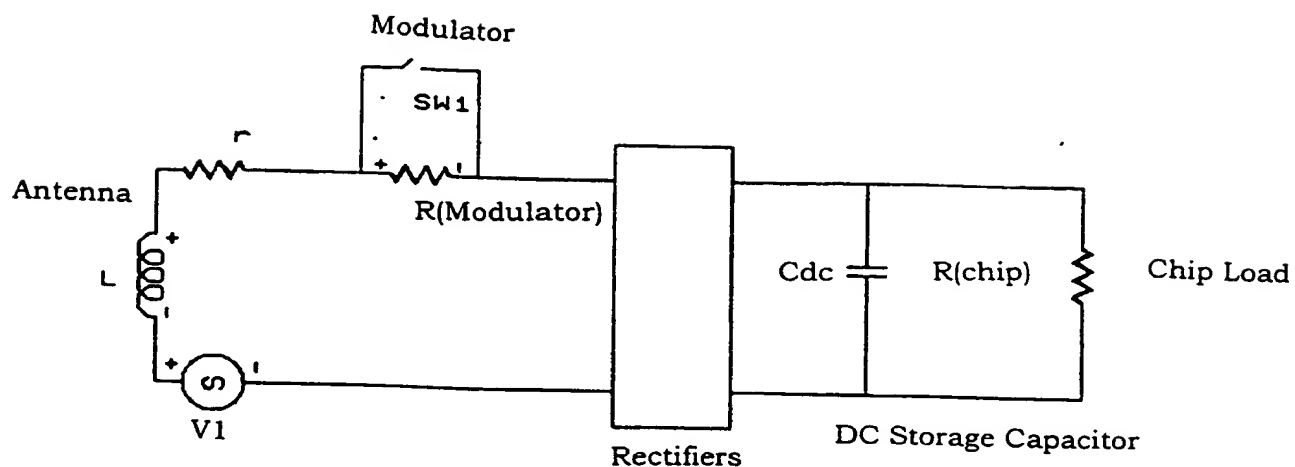 Modulator
SW1
r
Antenna
+ -
R(Modulator)
+
L
Cdc
R(chip)
Chip Load
-
+ -
S
V1
DC Storage Capacitor
Rectifiers